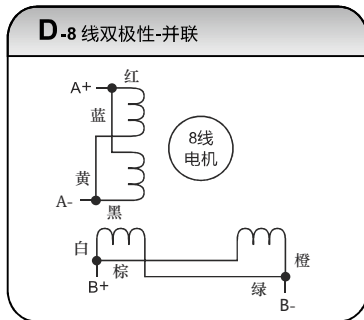 D-8 线双极性-并联
A+
红
蓝
8线
电机
黄
A-
黑
白
棕
B+
橙
绿
B-